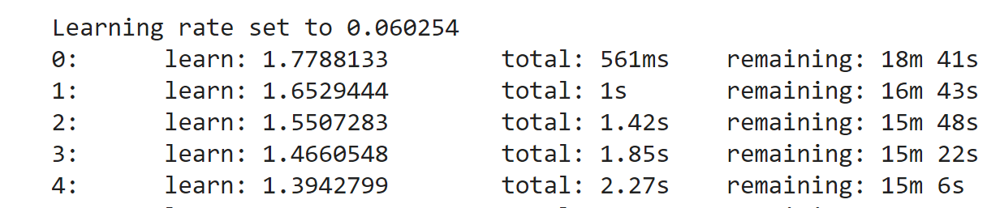 Learning rate set to 0.060254
0: learn: 1.7788133 total: 561ms remaining: 18m 41s
1: learn: 1.6529444 total: 1s remaining: 16m 43s
2: learn: 1.5507283 total: 1.42s remaining: 15m 48s
3: learn: 1.4660548 total: 1.85s remaining: 15m 22s
4: learn: 1.3942799 total: 2.27s remaining: 15m 6s